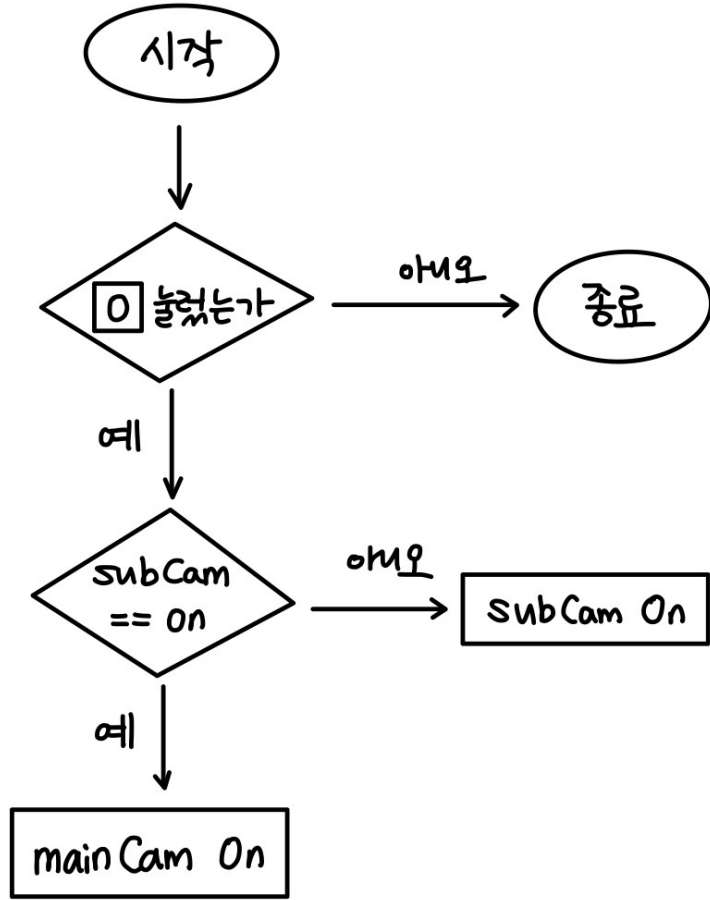 시작
O 눌렀는가
아니오
종료
예
subCam
== on
아니오
subCam On
예
mainCam On